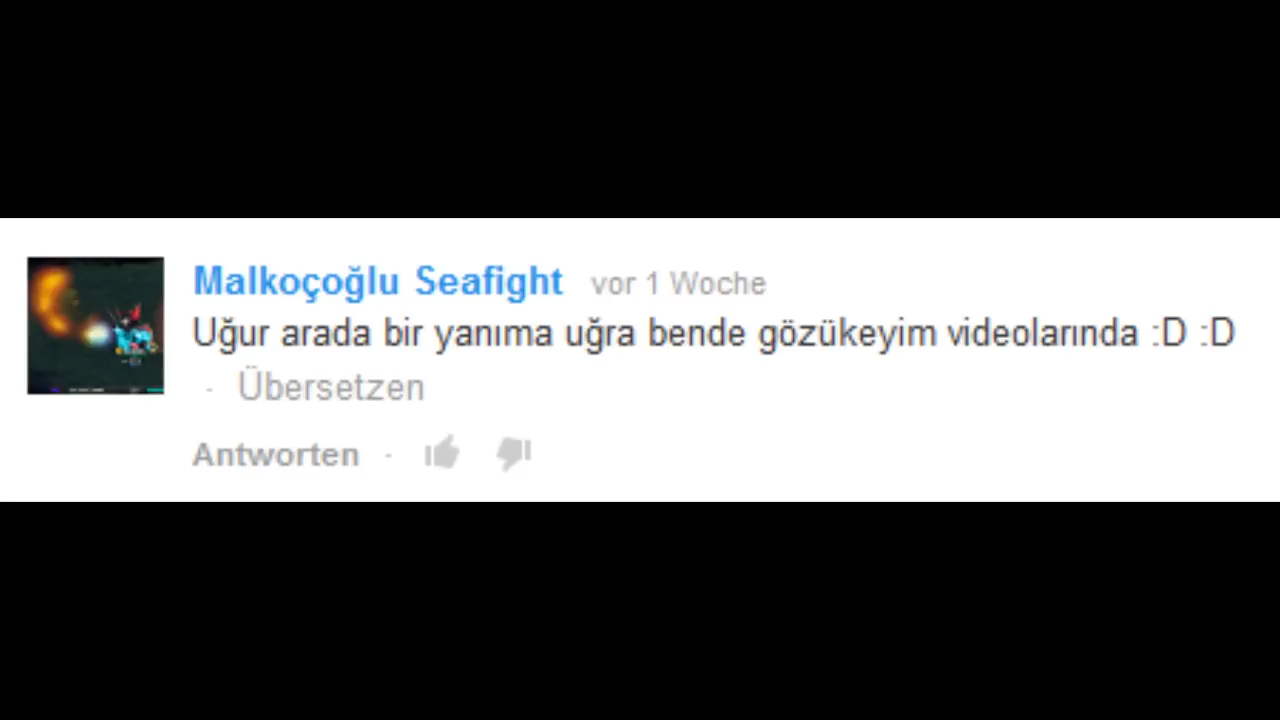 Malkoçoğlu Seafight vor 1 Woche
Uğur arada bir yanıma uğra bende gözükeyim videolarında :D :D
· Übersetzen
Antworten ·